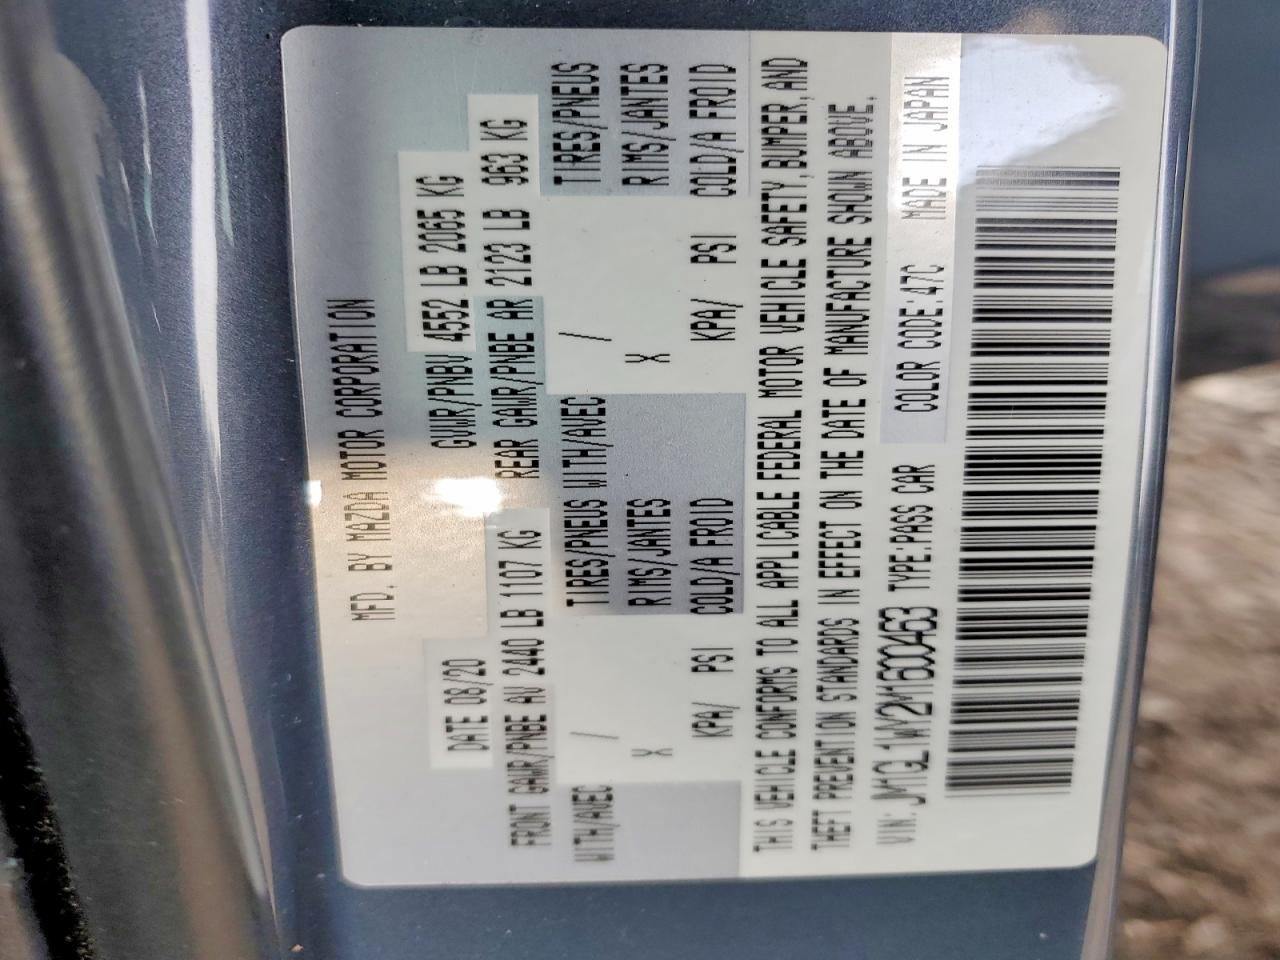 MFD. BY MAZDA MOTOR CORPORATION
DATE 08/20 GVWR/PNBV 4552 LB 2065 KG
FRONT GAWR/PNBE AV 2440 LB 1107 KG REAR GAWR/PNBE AR 2123 LB 963 KG
WITH/AVEC / TIRES/PNEUS WITH/AVEC / TIRES/PNEUS
X RIMS/JANTES X RIMS/JANTES
KPA/ PSI COLD/A FROID KPA/ PSI COLD/A FROID
THIS VEHICLE CONFORMS TO ALL APPLICABLE FEDERAL MOTOR VEHICLE SAFETY, BUMPER, AND
THEFT PREVENTION STANDARDS IN EFFECT ON THE DATE OF MANUFACTURE SHOWN ABOVE.
VIN: JM1GL1WY2M1600463 TYPE:PASS CAR COLOR CODE: 47C MADE IN JAPAN